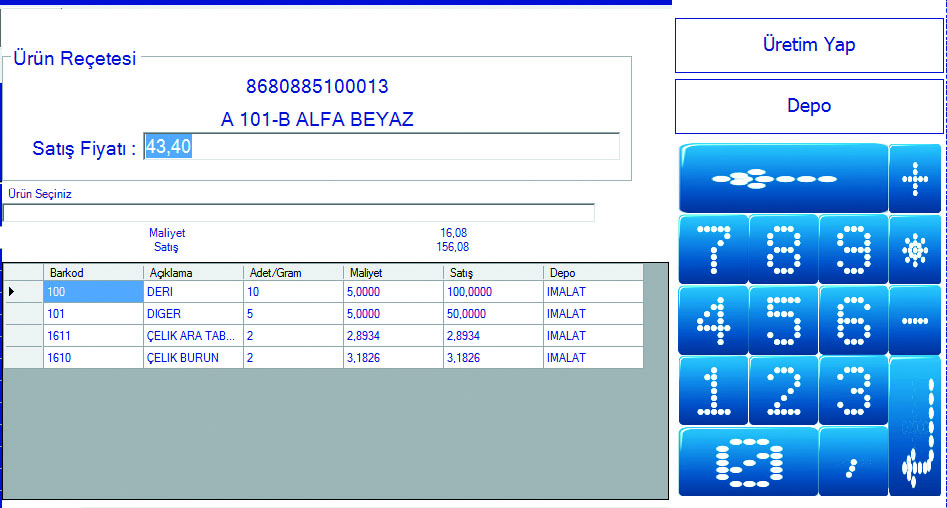 Ürün Reçetesi
8680885100013
A 101-B ALFA BEYAZ
Satış Fiyatı : 43,40
Ürün Seçiniz
Maliyet 16,08
Satış 156,08
Barkod Açıklama Adet/Gram Maliyet Satış Depo
100 DERI 10 5,0000 100,0000 IMALAT
101 DIGER 5 5,0000 50,0000 IMALAT
1611 ÇELIK ARA TAB... 2 2,8934 2,8934 IMALAT
1610 ÇELIK BURUN 2 3,1826 3,1826 IMALAT
Üretim Yap
Depo
+
7 8 9 *
4 5 6 -
1 2 3
0 ,